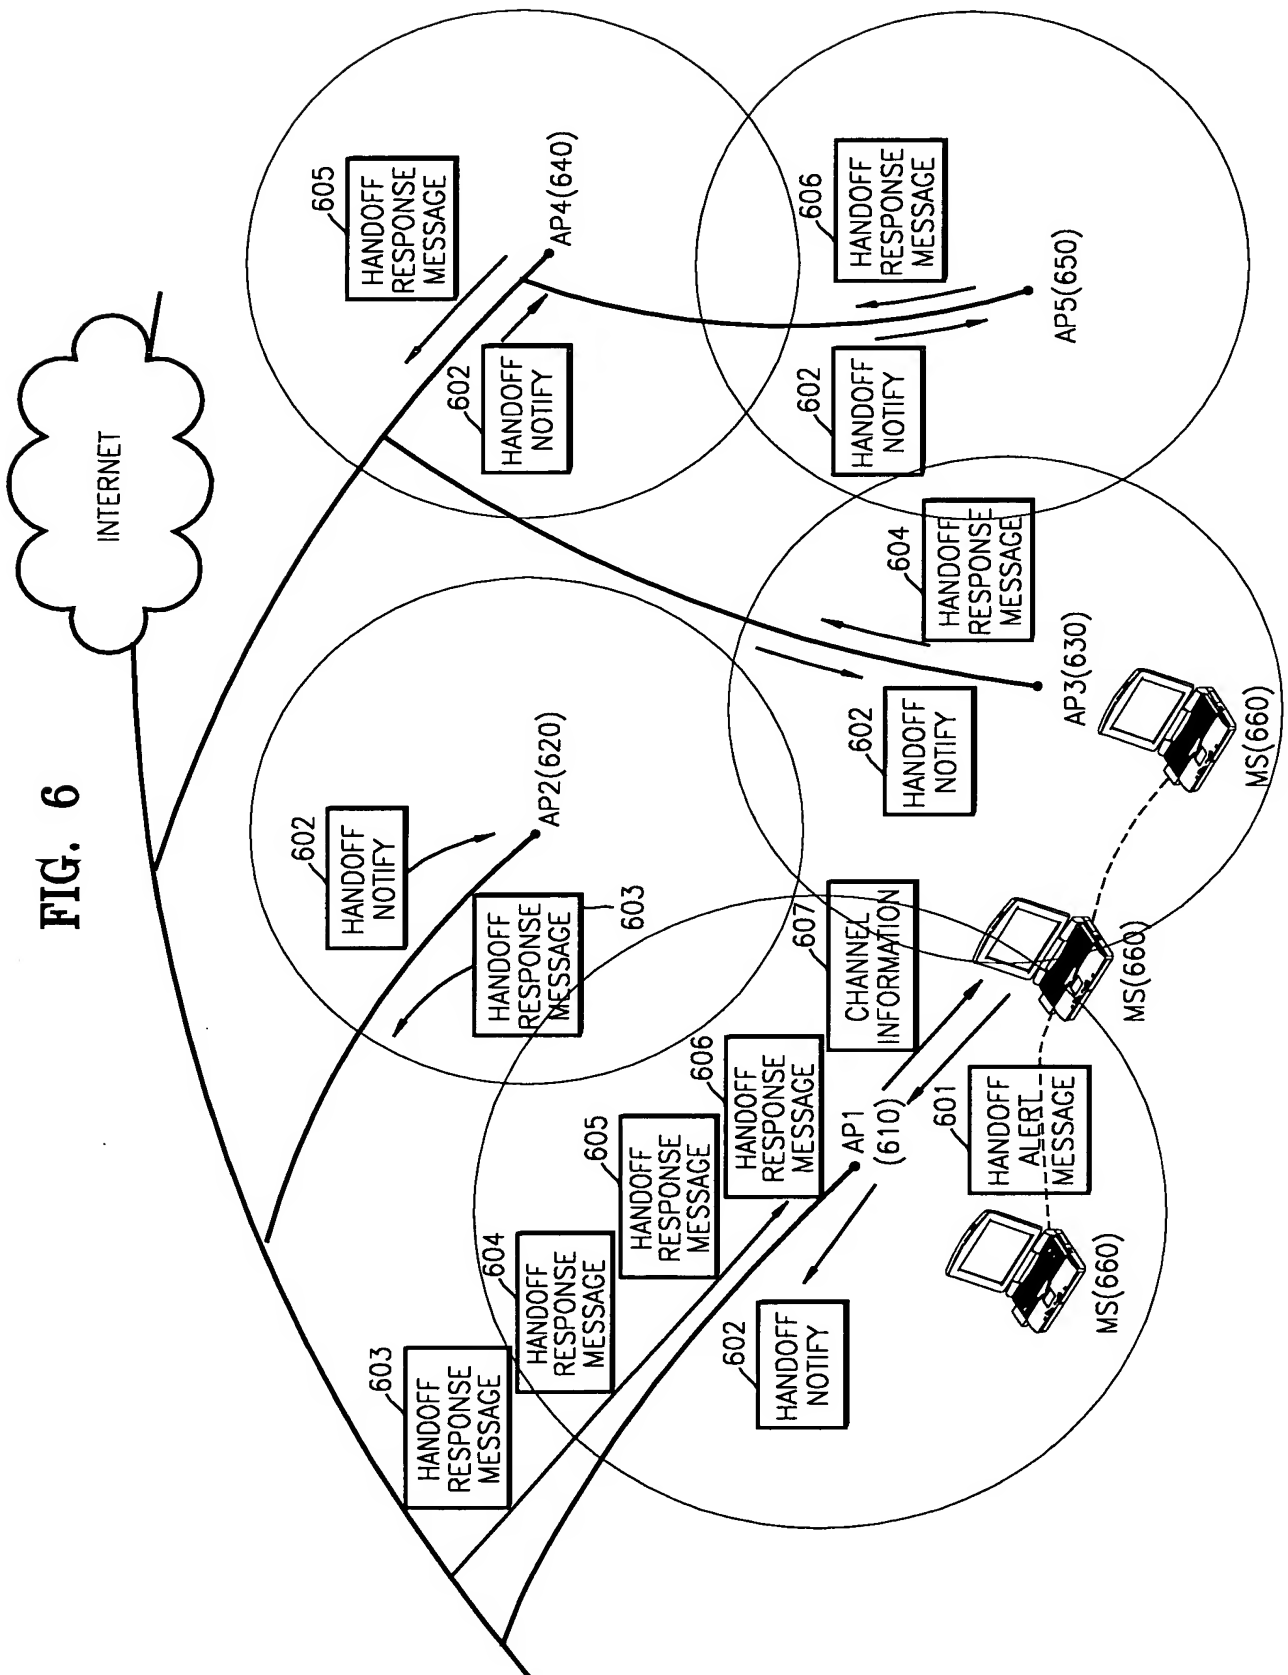 FIG. 6
INTERNET
602
HANDOFF
NOTIFY
605
HANDOFF
RESPONSE
MESSAGE
603
HANDOFF
RESPONSE
MESSAGE
602
HANDOFF
NOTIFY
HANDOFF
RESPONSE
MESSAGE
603
604
HANDOFF
RESPONSE
MESSAGE
AP2(620)
AP4(640)
605
HANDOFF
RESPONSE
MESSAGE
606
HANDOFF
RESPONSE
MESSAGE
602
HANDOFF
NOTIFY
607
CHANNEL
INFORMATION
602
HANDOFF
NOTIFY
602
HANDOFF
NOTIFY
606
HANDOFF
RESPONSE
MESSAGE
AP1
(610)
604
HANDOFF
RESPONSE
MESSAGE
601
HANDOFF
ALERT
MESSAGE
AP3(630)
AP5(650)
MS(660)
MS(660)
MS(660)